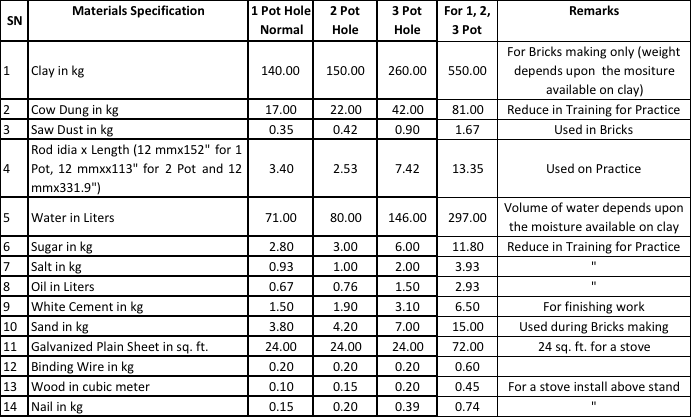 SN Materials Specification 1 Pot Hole Normal 2 Pot Hole 3 Pot Hole For 1, 2, 3 Pot Remarks
1 Clay in kg 140.00 150.00 260.00 550.00 For Bricks making only (weight depends upon the mositure available on clay)
2 Cow Dung in kg 17.00 22.00 42.00 81.00 Reduce in Training for Practice
3 Saw Dust in kg 0.35 0.42 0.90 1.67 Used in Bricks
4 Rod idia x Length (12 mmx152" for 1 Pot, 12 mmxx113" for 2 Pot and 12 mmx331.9") 3.40 2.53 7.42 13.35 Used on Practice
5 Water in Liters 71.00 80.00 146.00 297.00 Volume of water depends upon the moisture available on clay
6 Sugar in kg 2.80 3.00 6.00 11.80 Reduce in Training for Practice
7 Salt in kg 0.93 1.00 2.00 3.93 "
8 Oil in Liters 0.67 0.76 1.50 2.93 "
9 White Cement in kg 1.50 1.90 3.10 6.50 For finishing work
10 Sand in kg 3.80 4.20 7.00 15.00 Used during Bricks making
11 Galvanized Plain Sheet in sq. ft. 24.00 24.00 24.00 72.00 24 sq. ft. for a stove
12 Binding Wire in kg 0.20 0.20 0.20 0.60
13 Wood in cubic meter 0.10 0.15 0.20 0.45 For a stove install above stand
14 Nail in kg 0.15 0.20 0.39 0.74 "